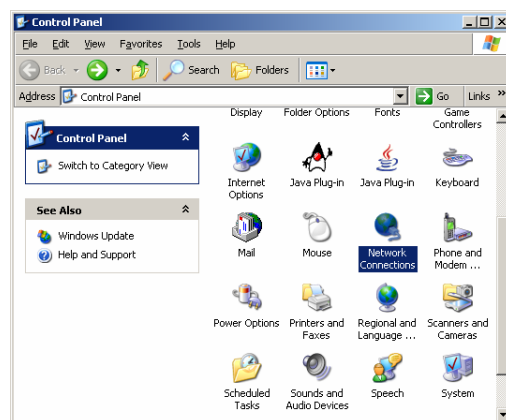 Control Panel
File Edit View Favorites Tools Help
Back Search Folders
Address Control Panel Go Links »
Control Panel
Switch to Category View
See Also
Windows Update
Help and Support
Display Folder Options Fonts Game
Controllers
Internet
Options
Java Plug-in Java Plug-in Keyboard
Mail Mouse Network
Connections
Phone and
Modem ...
Power Options Printers and
Faxes
Regional and
Language ...
Scanners and
Cameras
Scheduled
Tasks
Sounds and
Audio Devices
Speech System